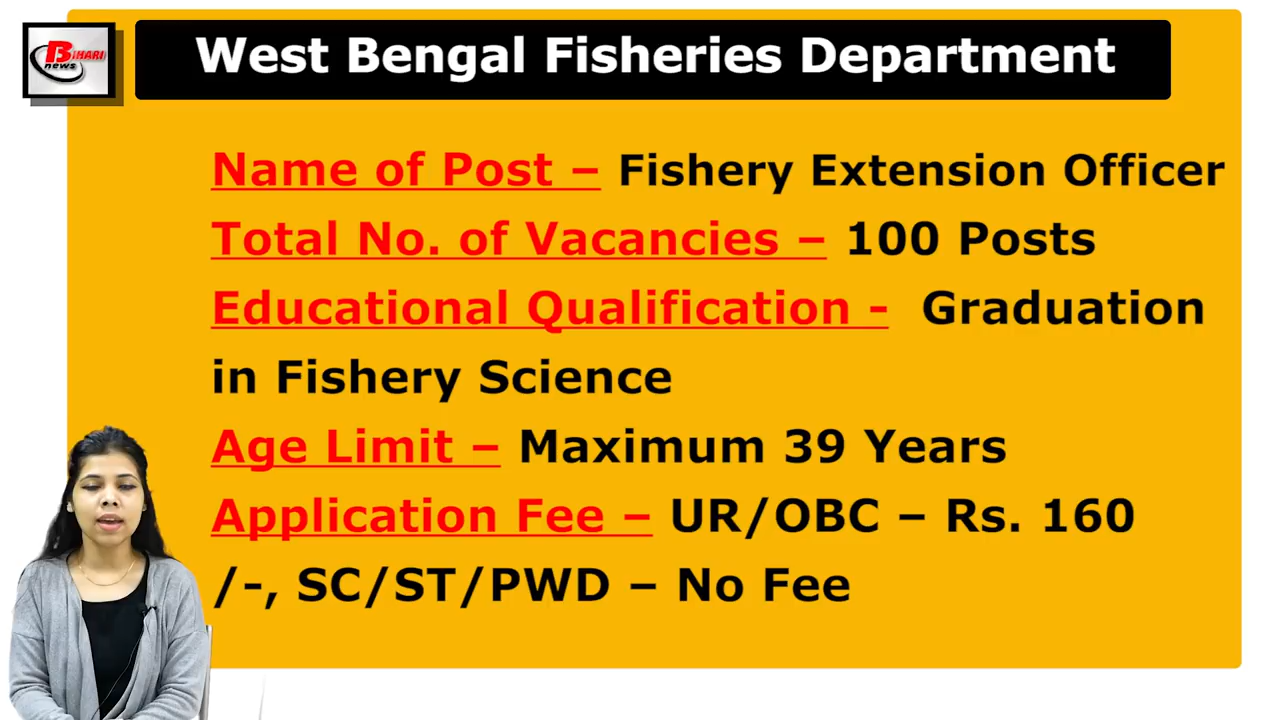 BIHARI
news
West Bengal Fisheries Department
Name of Post – Fishery Extension Officer
Total No. of Vacancies – 100 Posts
Educational Qualification - Graduation
in Fishery Science
Age Limit – Maximum 39 Years
Application Fee – UR/OBC – Rs. 160
/-, SC/ST/PWD – No Fee